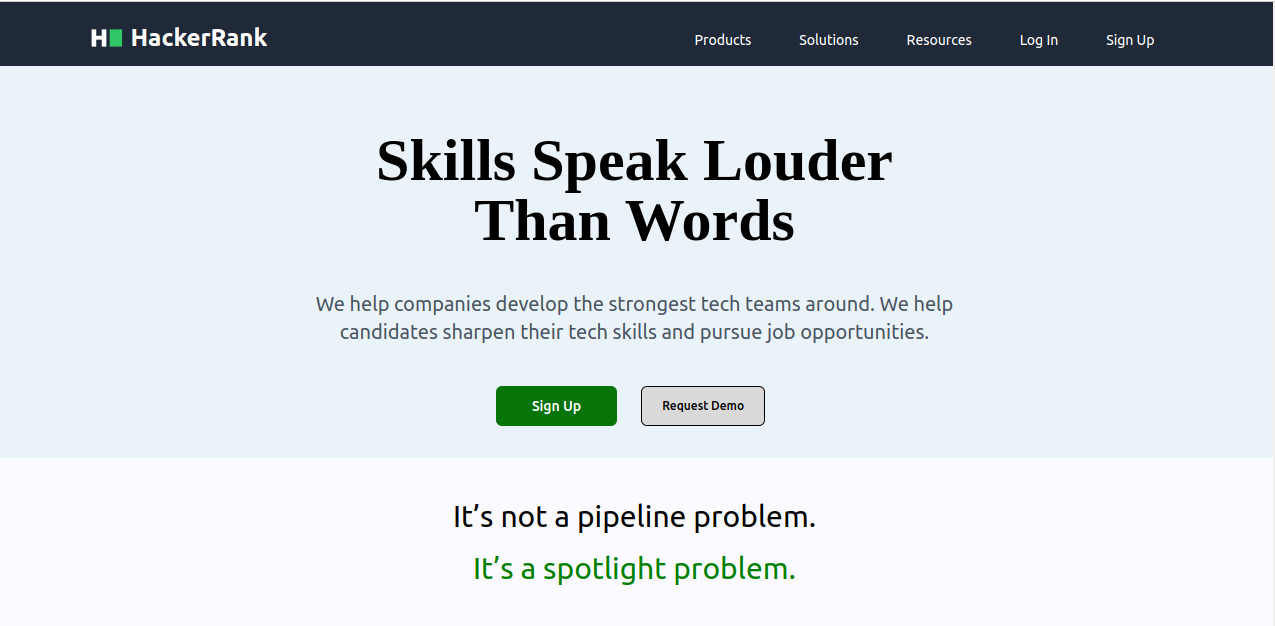 H HackerRank
Products Solutions Resources Log In Sign Up
Skills Speak Louder
Than Words
We help companies develop the strongest tech teams around. We help
candidates sharpen their tech skills and pursue job opportunities.
Sign Up Request Demo
It’s not a pipeline problem.
It’s a spotlight problem.